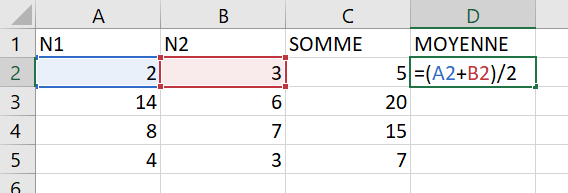 A B C D
1 N1 N2 SOMME MOYENNE
2 2 3 5 =(A2+B2)/2
3 14 6 20
4 8 7 15
5 4 3 7
6